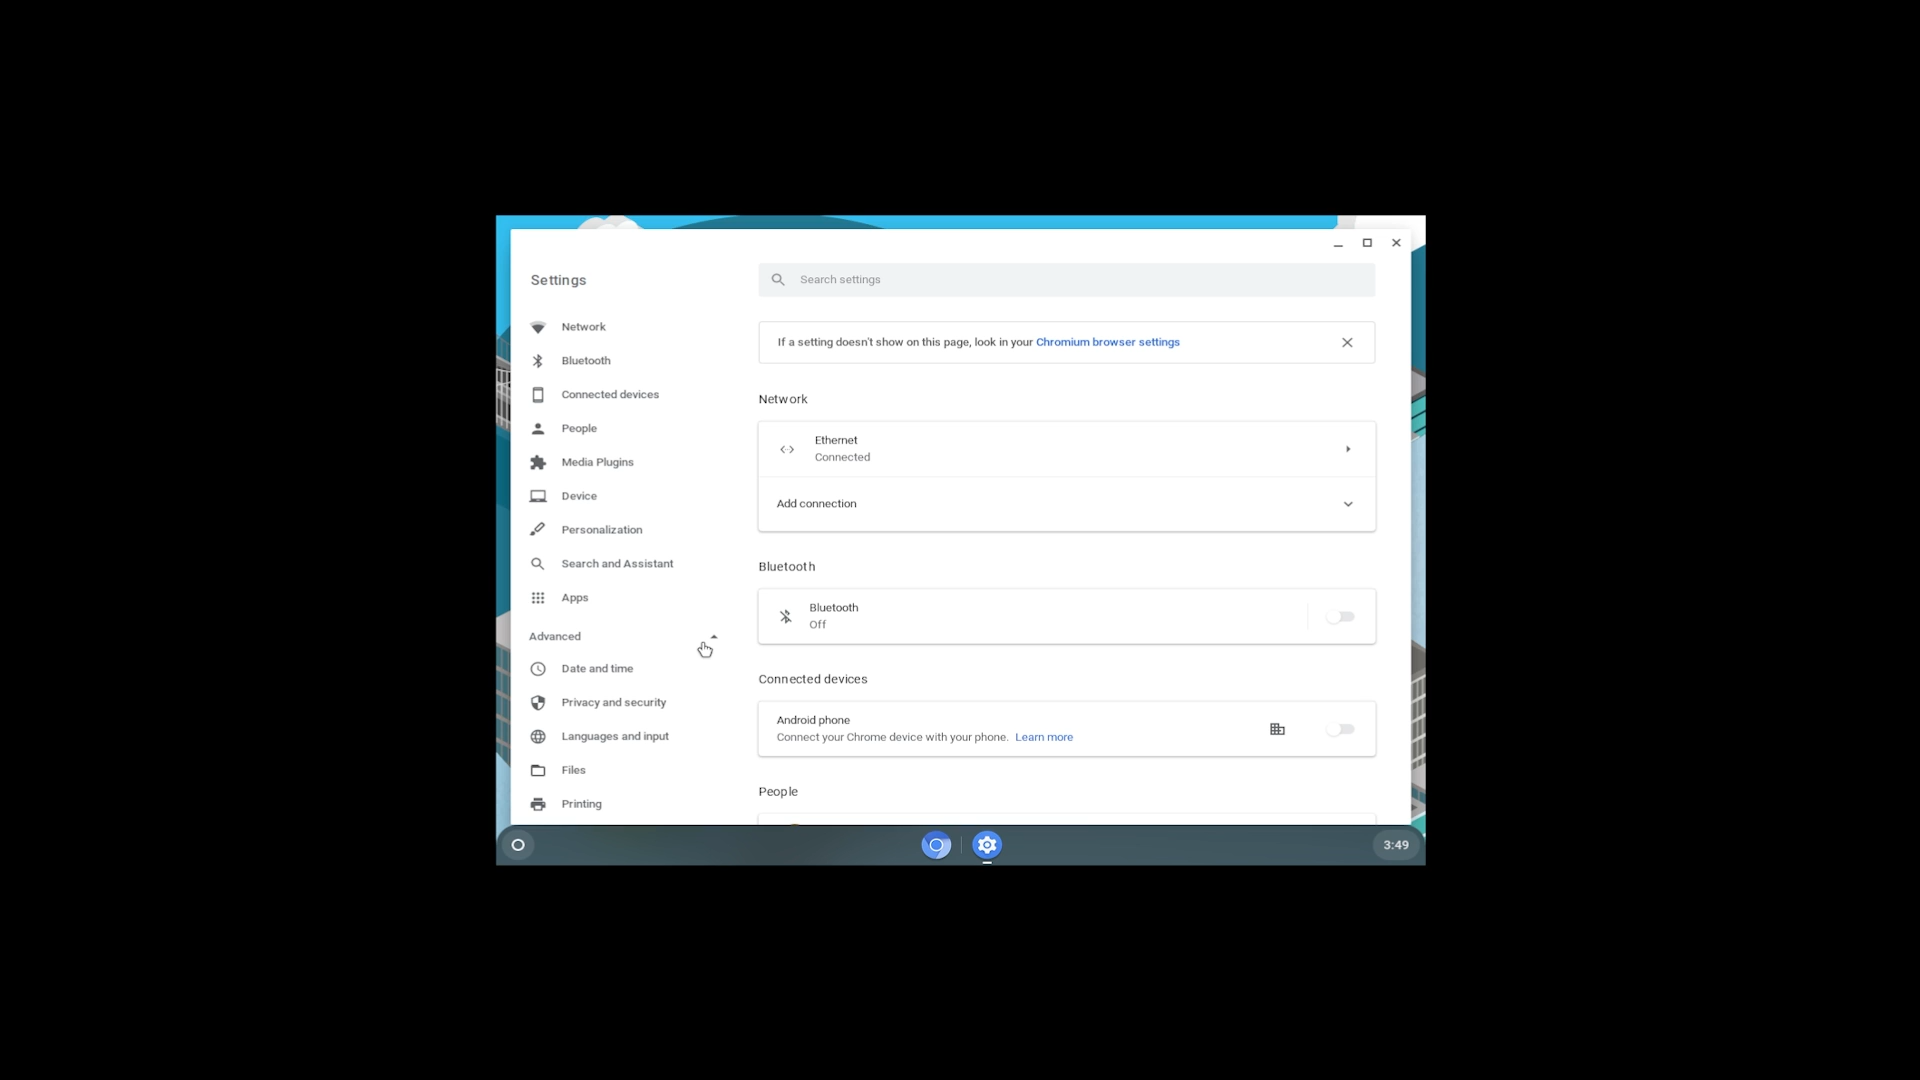 Settings
Search settings
Network
Bluetooth
Connected devices
People
Media Plugins
Device
Personalization
Search and Assistant
Apps
Advanced
Date and time
Privacy and security
Languages and input
Files
Printing
If a setting doesn't show on this page, look in your Chromium browser settings
Network
Ethernet
Connected
Add connection
Bluetooth
Bluetooth
Off
Connected devices
Android phone
Connect your Chrome device with your phone. Learn more
People
3:49